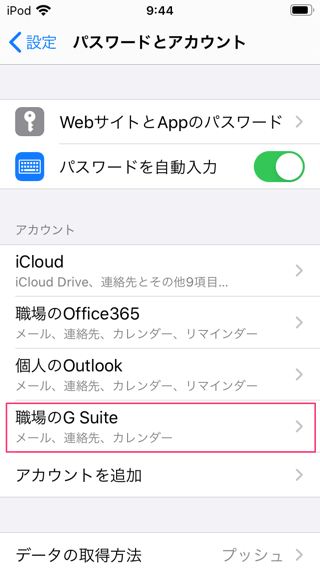 iPod 9:44
設定 パスワードとアカウント
WebサイトとAppのパスワード
パスワードを自動入力
アカウント
iCloud
iCloud Drive、連絡先とその他9項目...
職場のOffice365
メール、連絡先、カレンダー、リマインダー
個人のOutlook
メール、連絡先、カレンダー、リマインダー
職場のG Suite
メール、連絡先、カレンダー
アカウントを追加
データの取得方法 プッシュ